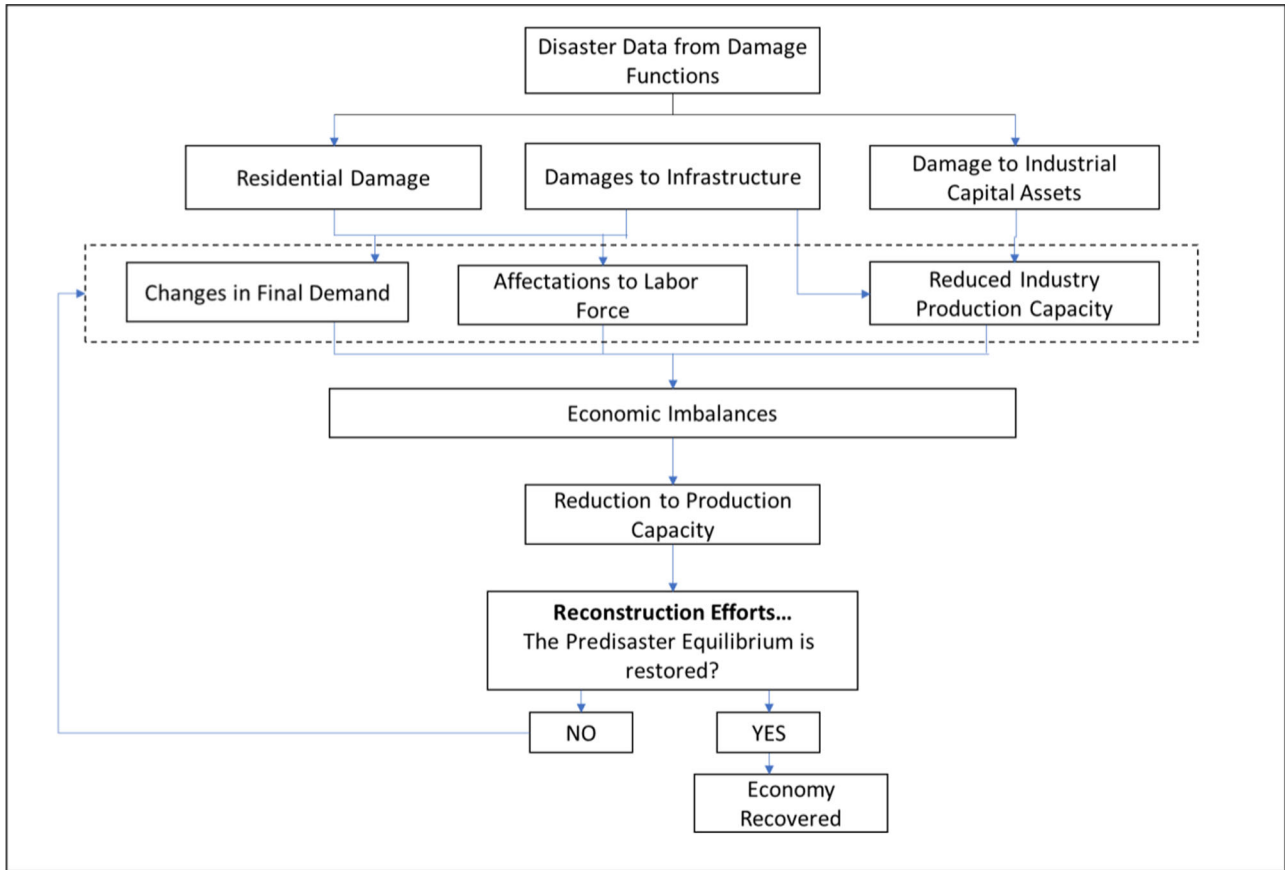 Disaster Data from Damage
Functions
Residential Damage
Damages to Infrastructure
Damage to Industrial
Capital Assets
Changes in Final Demand
Affectations to Labor
Force
Reduced Industry
Production Capacity
Economic Imbalances
Reduction to Production
Capacity
Reconstruction Efforts...
The Predisaster Equilibrium is
restored?
NO
YES
Economy
Recovered